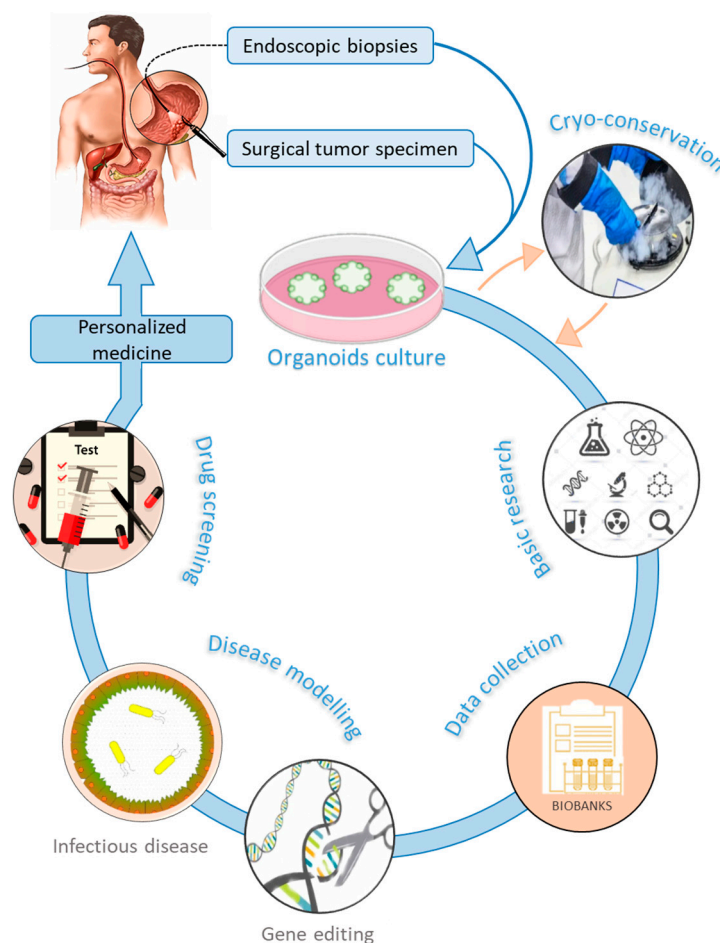 Endoscopic biopsies
Surgical tumor specimen
Cryo-conservation
Personalized
medicine
Organoids culture
Test
Drug screening
Basic research
Disease modelling
Data collection
BIOBANKS
Infectious disease
Gene editing